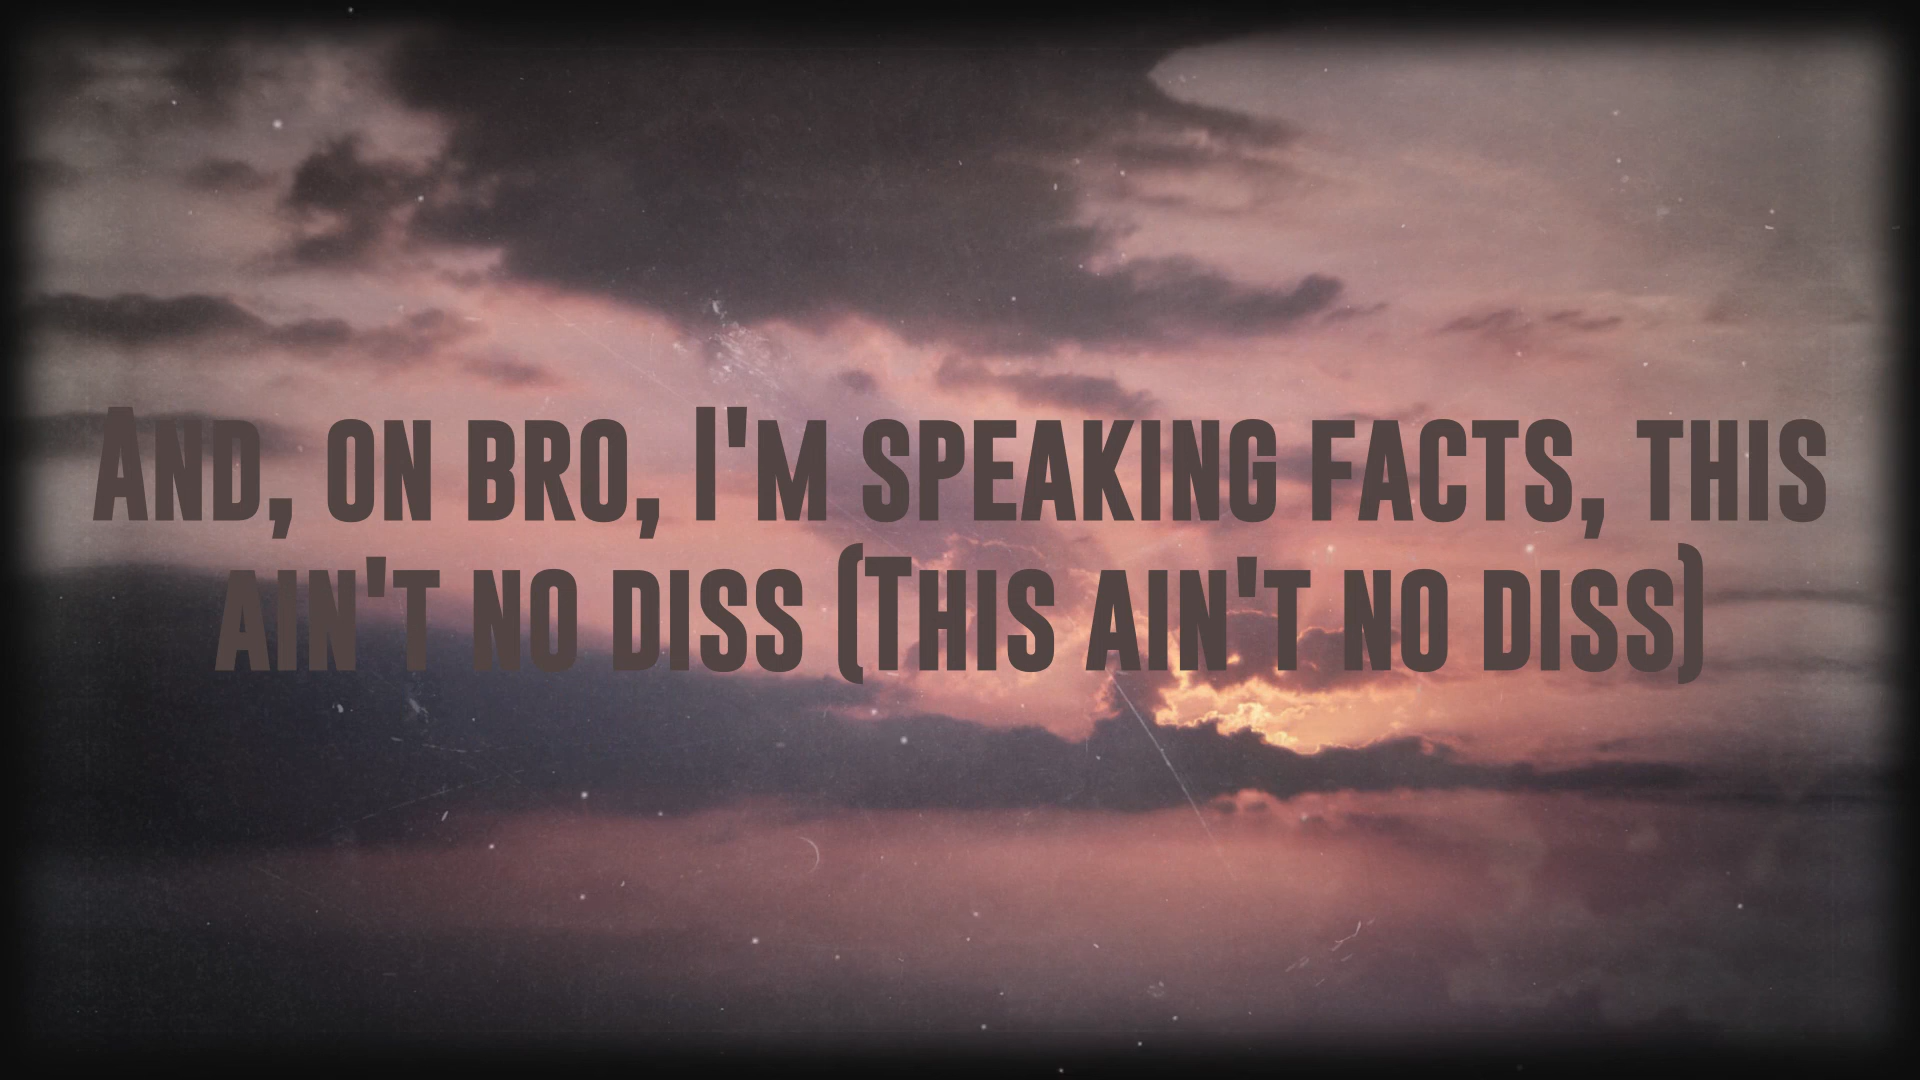 And, on bro, I'm speaking facts, this
ain't no diss (This ain't no diss)